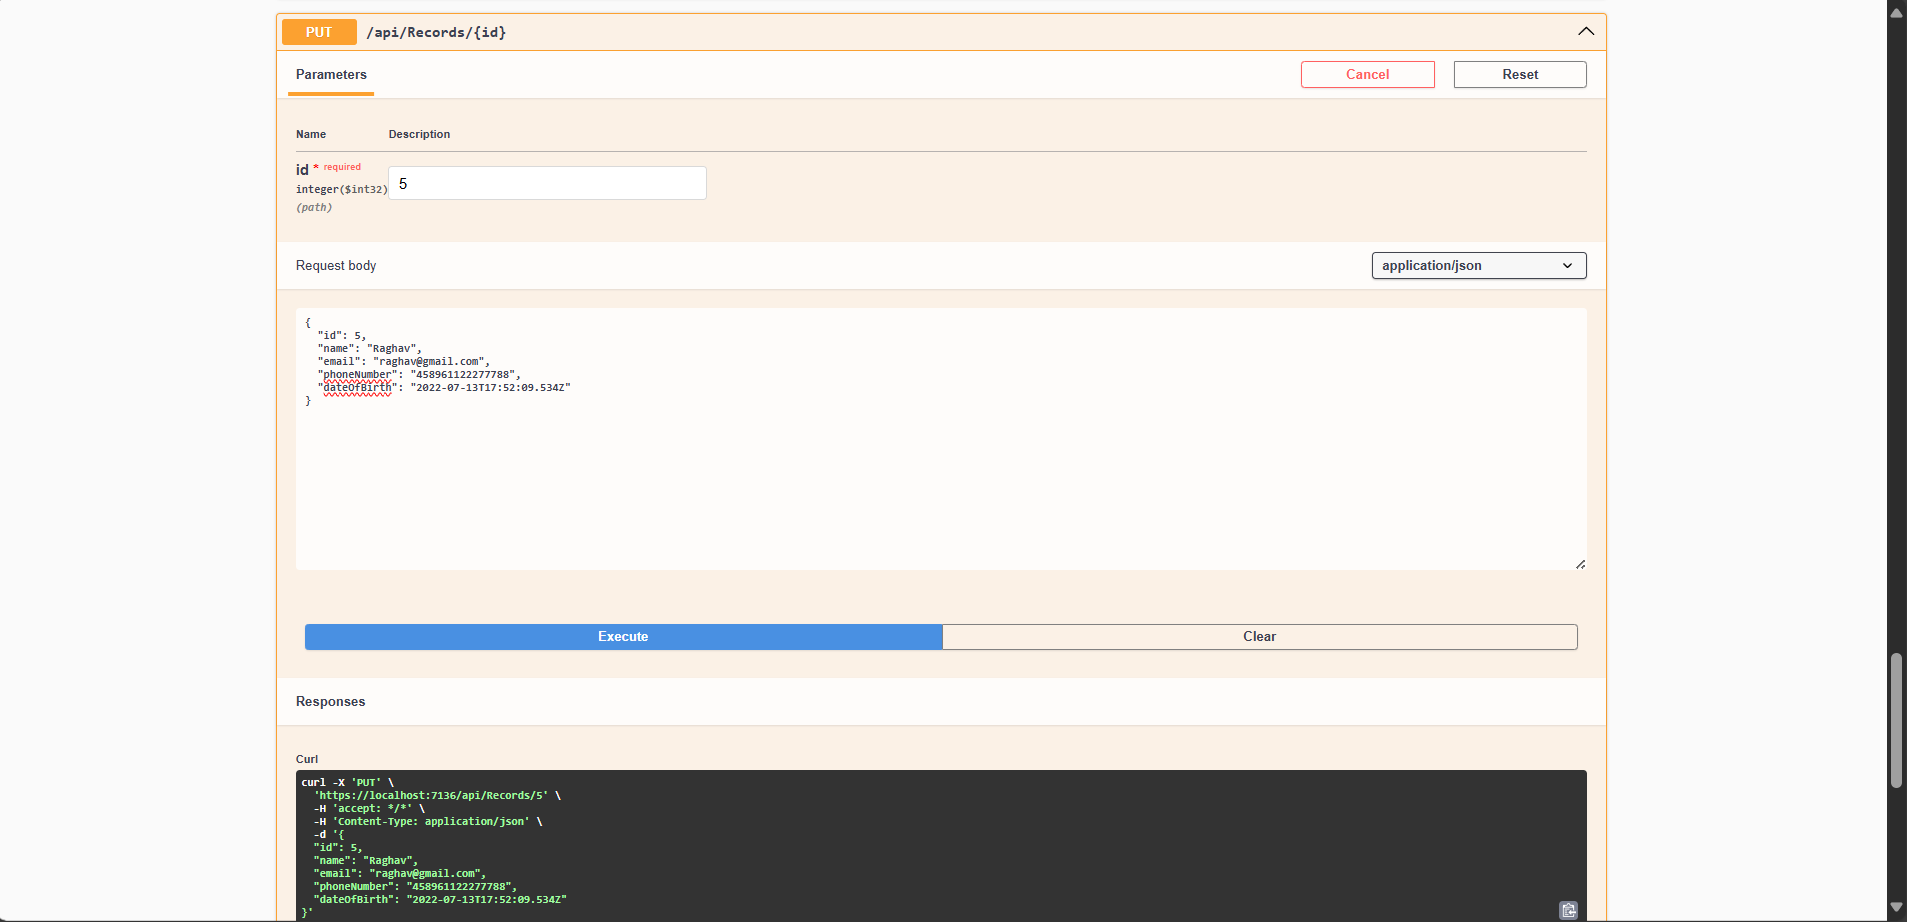 PUT /api/Records/{id}
Parameters
Cancel
Reset
Name Description
id * required
integer($int32)
(path)
5
Request body
application/json
{
  "id": 5,
  "name": "Raghav",
  "email": "raghav@gmail.com",
  "phoneNumber": "458961122277788",
  "dateOfBirth": "2022-07-13T17:52:09.534Z"
}
Execute
Clear
Responses
Curl
curl -X 'PUT' \
  'https://localhost:7136/api/Records/5' \
  -H 'accept: */*' \
  -H 'Content-Type: application/json' \
  -d '{
  "id": 5,
  "name": "Raghav",
  "email": "raghav@gmail.com",
  "phoneNumber": "458961122277788",
  "dateOfBirth": "2022-07-13T17:52:09.534Z"
}'